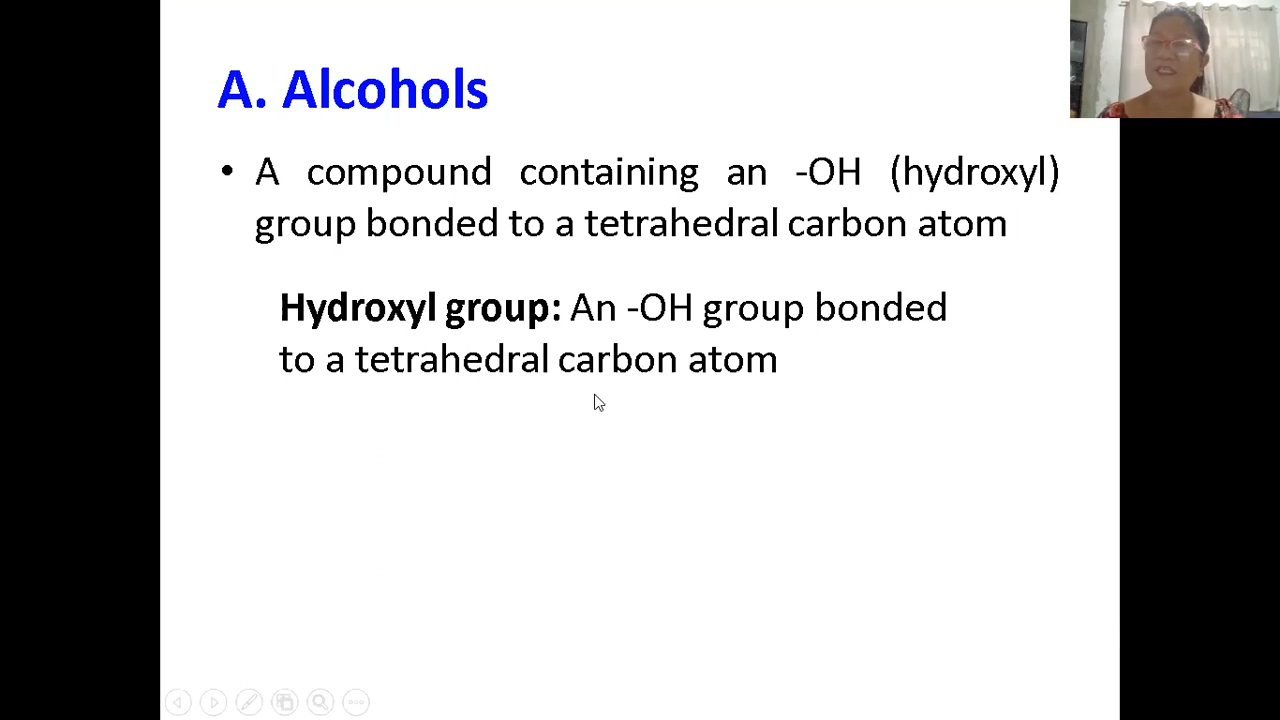 A. Alcohols
• A compound containing an -OH (hydroxyl)
group bonded to a tetrahedral carbon atom
Hydroxyl group: An -OH group bonded
to a tetrahedral carbon atom